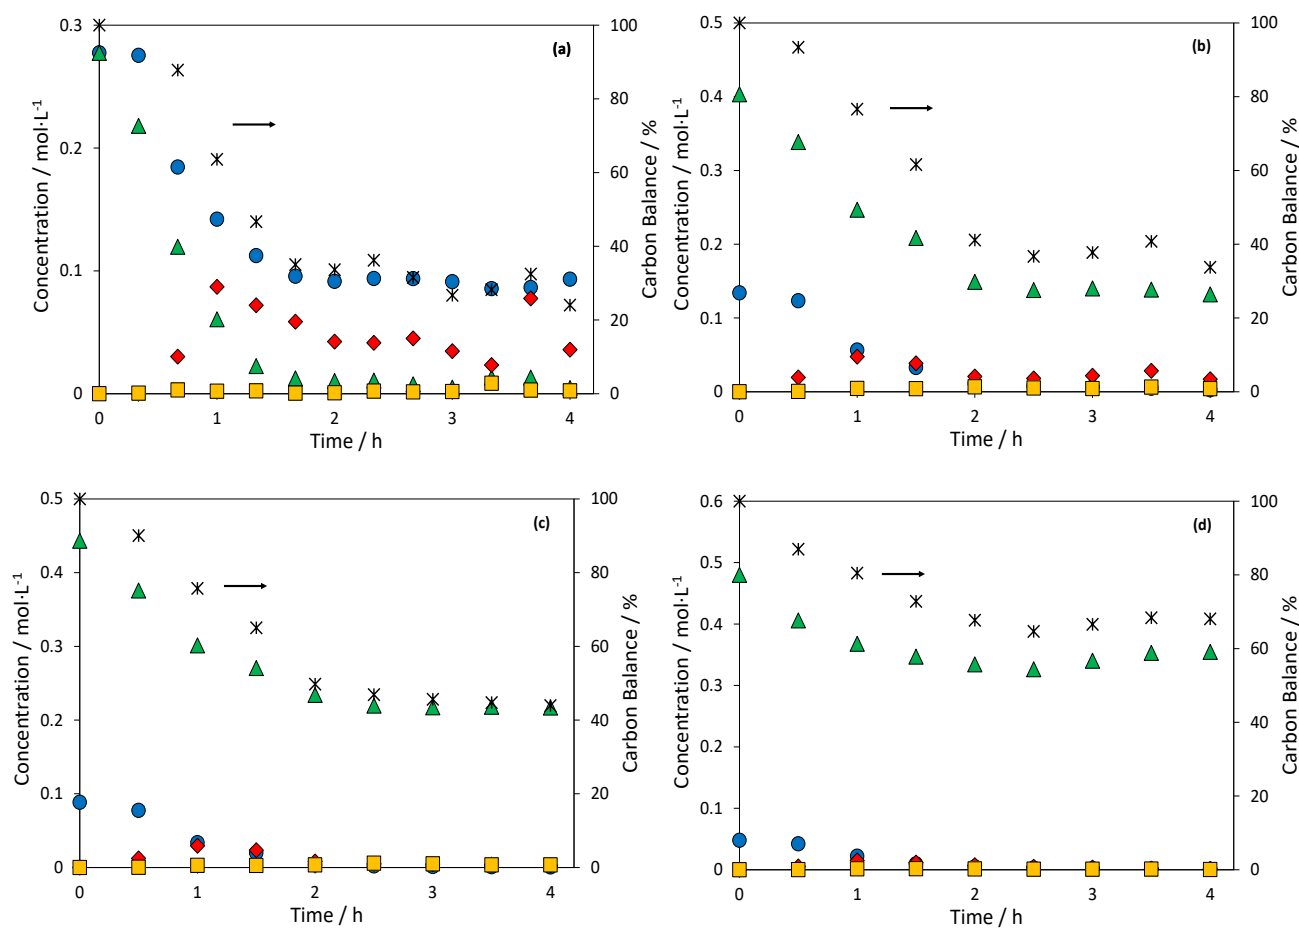 (a)
0.3
0.2
0.1
0
100
80
60
40
20
0
0 1 2 3 4
Concentration / mol·L⁻¹
Carbon Balance / %
Time / h
(b)
0.5
0.4
0.3
0.2
0.1
0
100
80
60
40
20
0
0 1 2 3 4
Concentration / mol·L⁻¹
Carbon Balance / %
Time / h
(c)
0.5
0.4
0.3
0.2
0.1
0
100
80
60
40
20
0
0 1 2 3 4
Concentration / mol·L⁻¹
Carbon Balance / %
Time / h
(d)
0.6
0.5
0.4
0.3
0.2
0.1
0
100
80
60
40
20
0
0 1 2 3 4
Concentration / mol·L⁻¹
Carbon Balance / %
Time / h